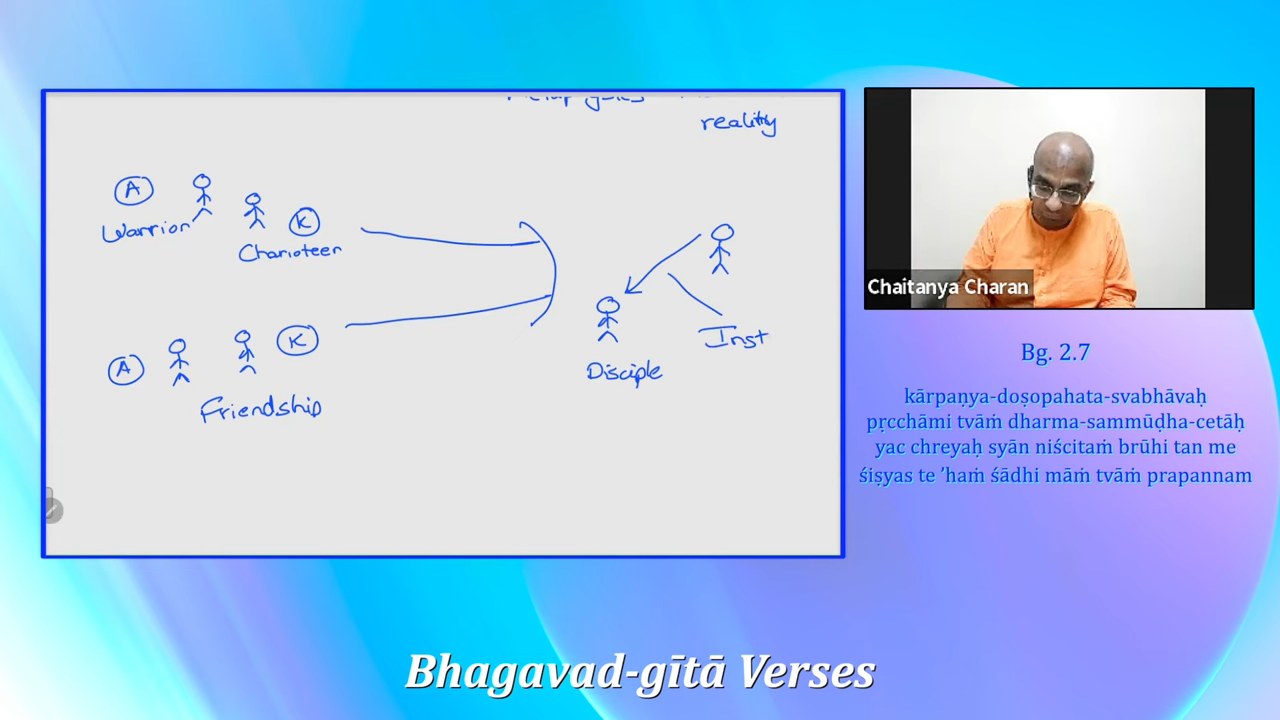 reality
A
Warrior
K
Charioteer
A
K
Friendship
Inst
Disciple
Chaitanya Charan
Bg. 2.7
kārpaṇya-doṣopahata-svabhāvaḥ
pṛcchāmi tvāṁ dharma-sammūḍha-cetāḥ
yac chreyaḥ syān niścitaṁ brūhi tan me
śiṣyas te ’haṁ śādhi māṁ tvāṁ prapannam
Bhagavad-gītā Verses